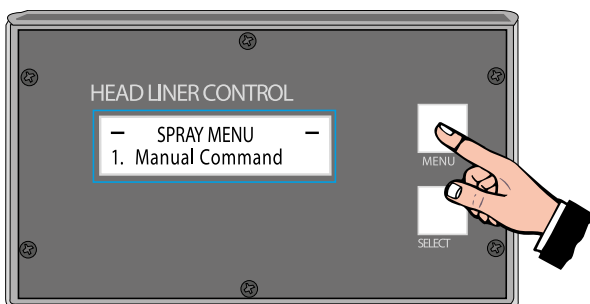 HEAD LINER CONTROL
– SPRAY MENU –
1. Manual Command
MENU
SELECT